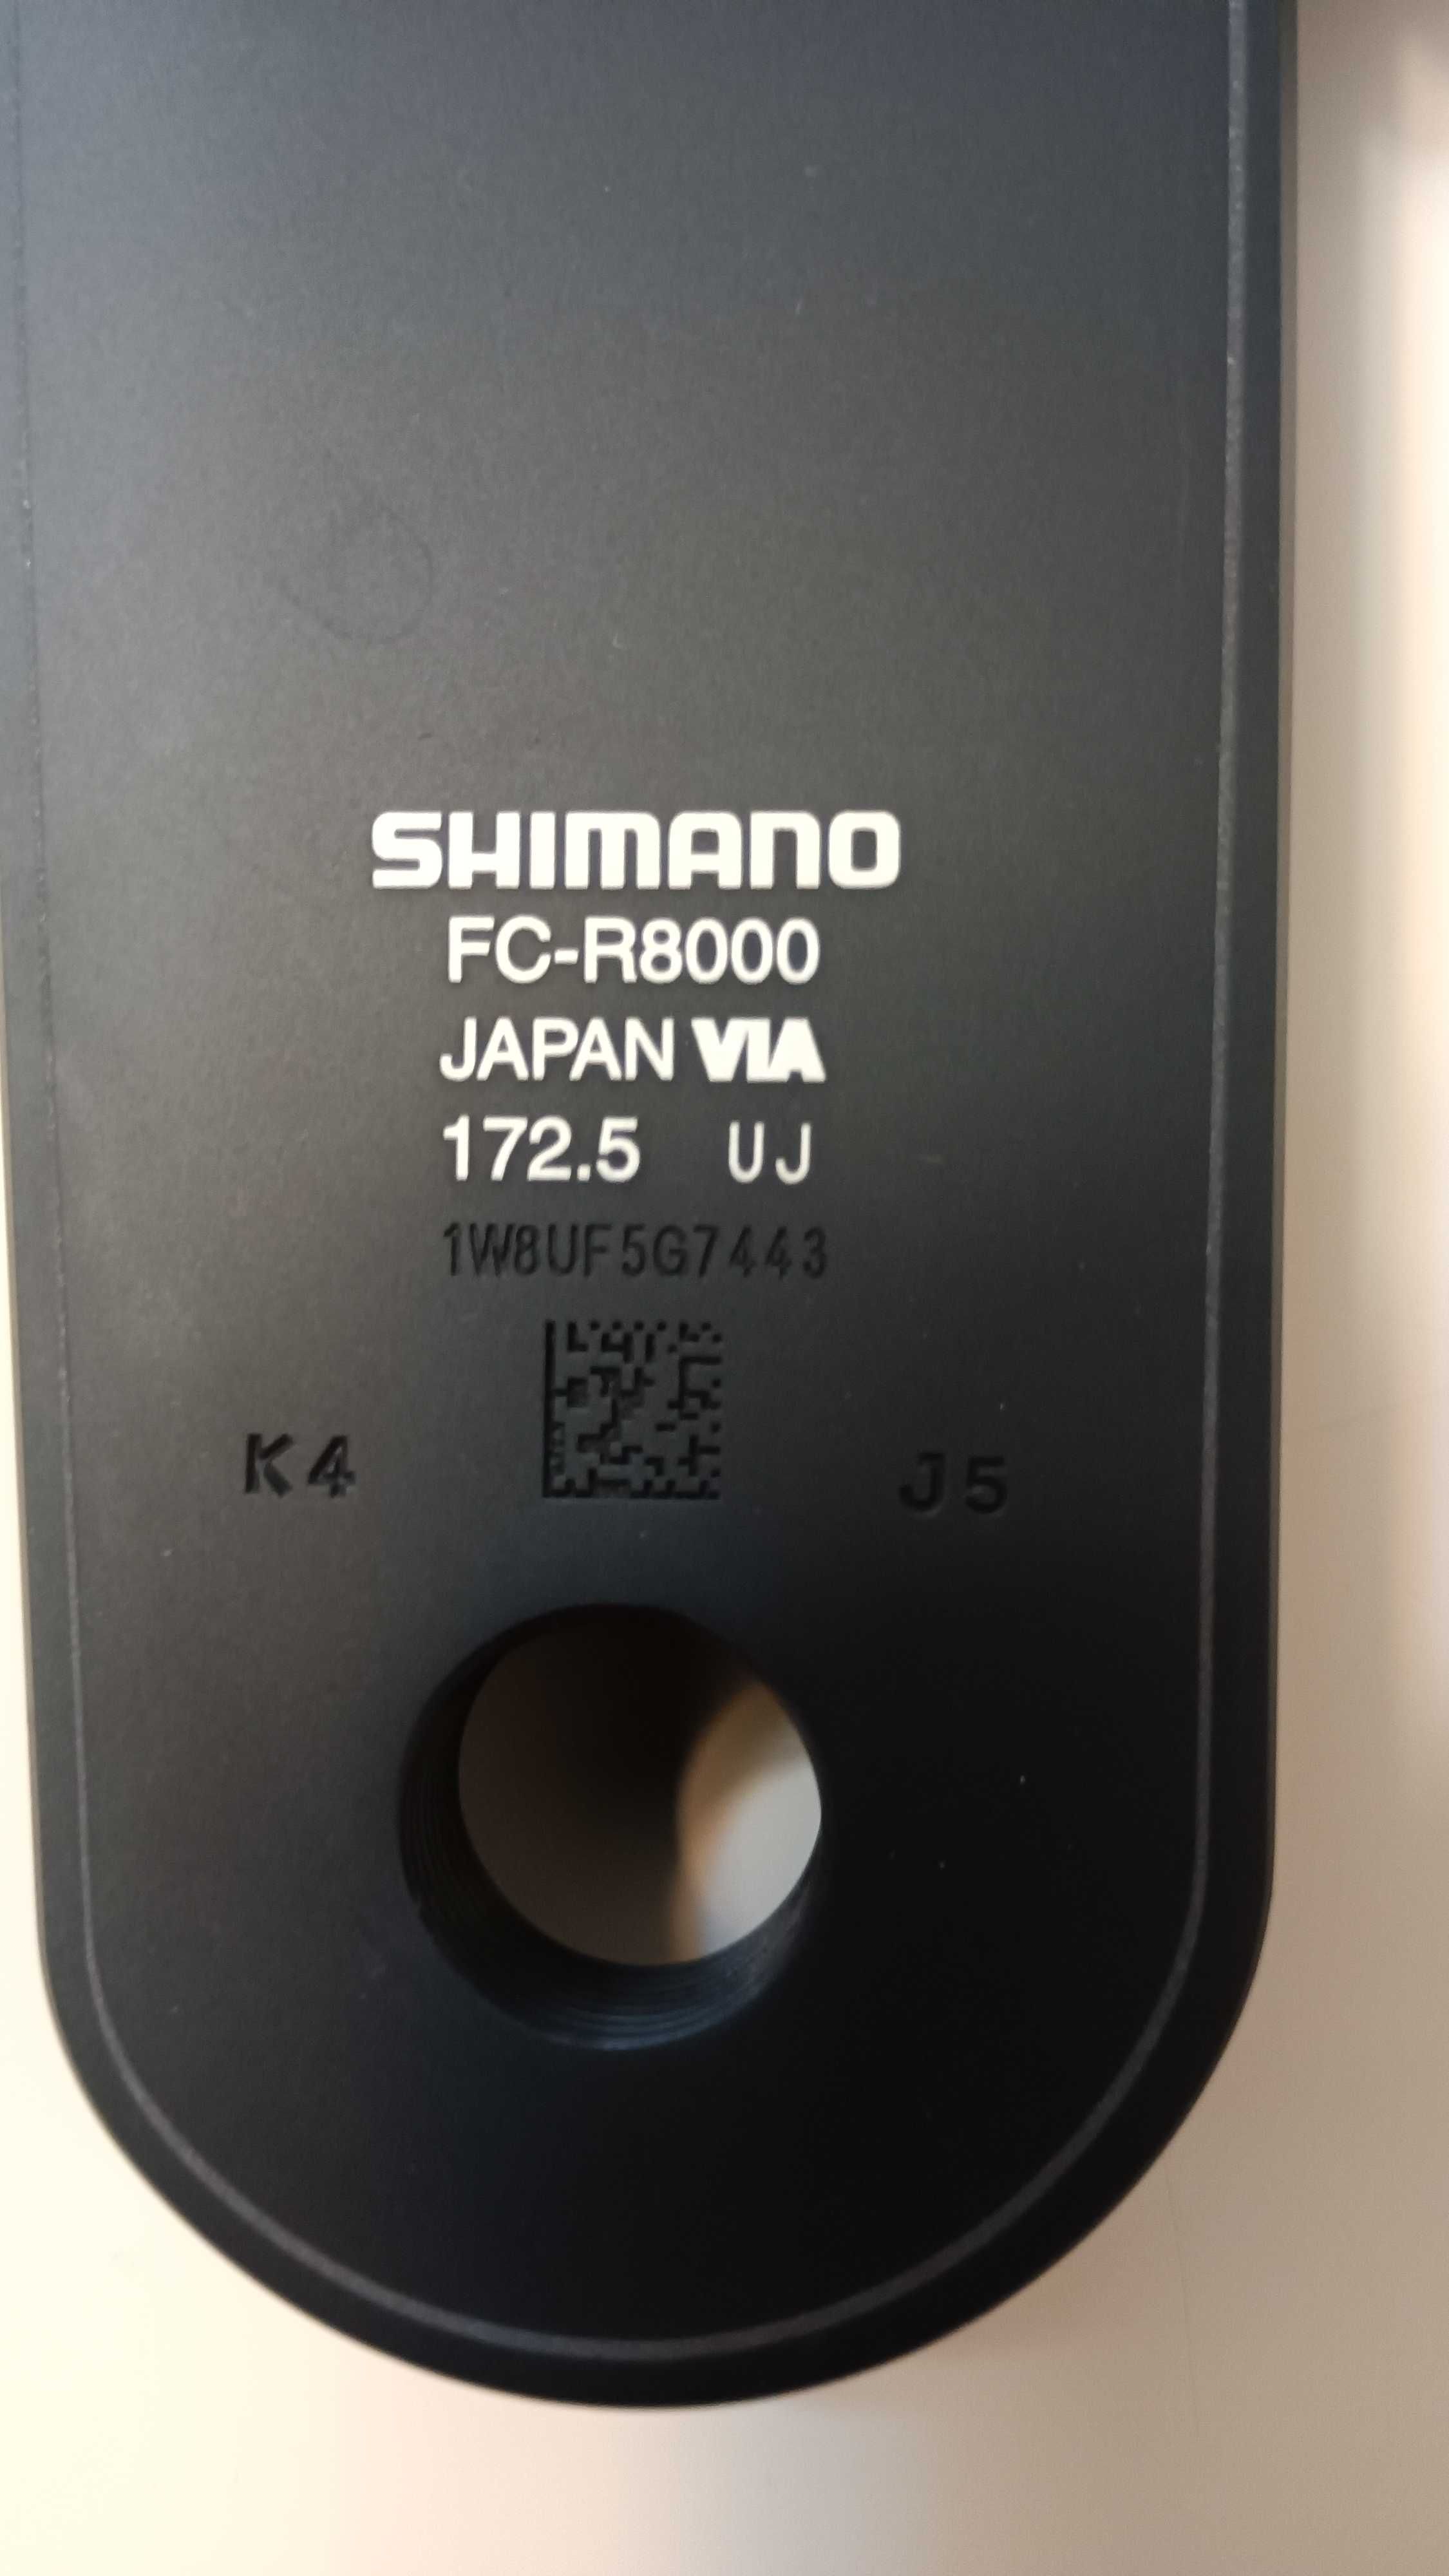 SHIMANO
FC-R8000
JAPAN VIA
172.5 UJ
1W8UF5G7443
K4 J5